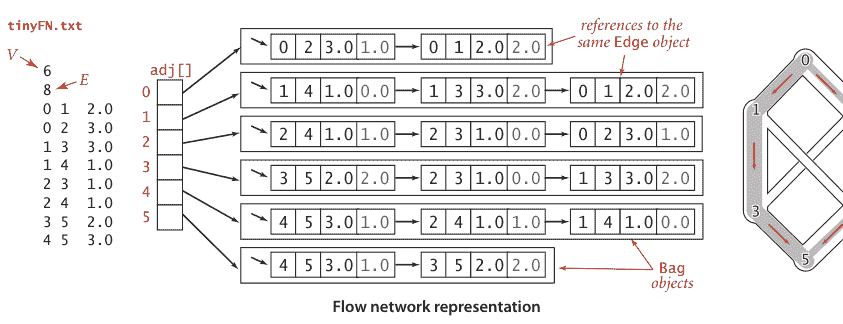 tinyFN.txt
V
6
E
8
0 1 2.0
0 2 3.0
1 3 3.0
1 4 1.0
2 3 1.0
2 4 1.0
3 5 2.0
4 5 3.0
adj[]
0
1
2
3
4
5
references to the
same Edge object
0 2 3.0 1.0 0 1 2.0 2.0
1 4 1.0 0.0 1 3 3.0 2.0 0 1 2.0 2.0
2 4 1.0 1.0 2 3 1.0 0.0 0 2 3.0 1.0
3 5 2.0 2.0 2 3 1.0 0.0 1 3 3.0 2.0
4 5 3.0 1.0 2 4 1.0 1.0 1 4 1.0 0.0
4 5 3.0 1.0 3 5 2.0 2.0
Bag
objects
0
1
3
5
Flow network representation